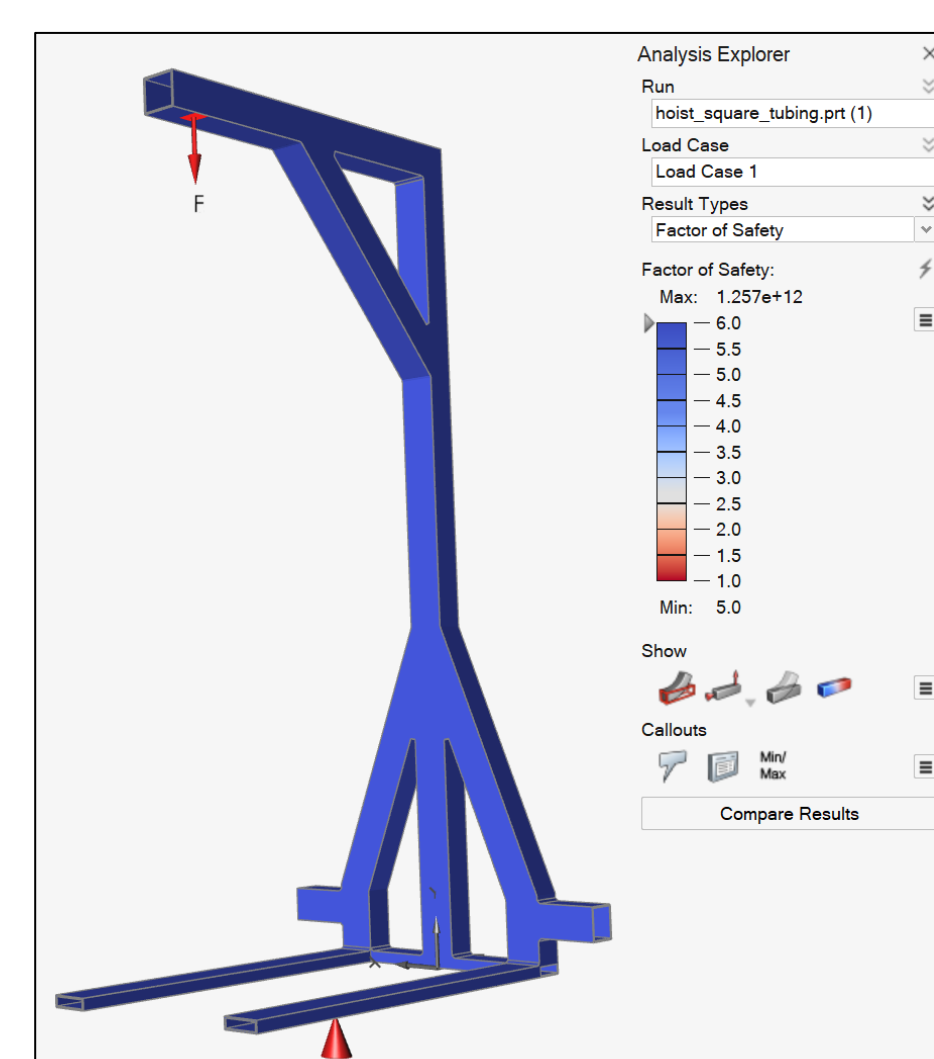 F
X
Analysis Explorer
Run
hoist_square_tubing.prt (1)
Load Case
Load Case 1
Result Types
Factor of Safety
Factor of Safety:
Max: 1.257e+12
6.0
5.5
5.0
4.5
4.0
3.5
3.0
2.5
2.0
1.5
1.0
Min: 5.0
Show
Callouts
Min/
Max
Compare Results